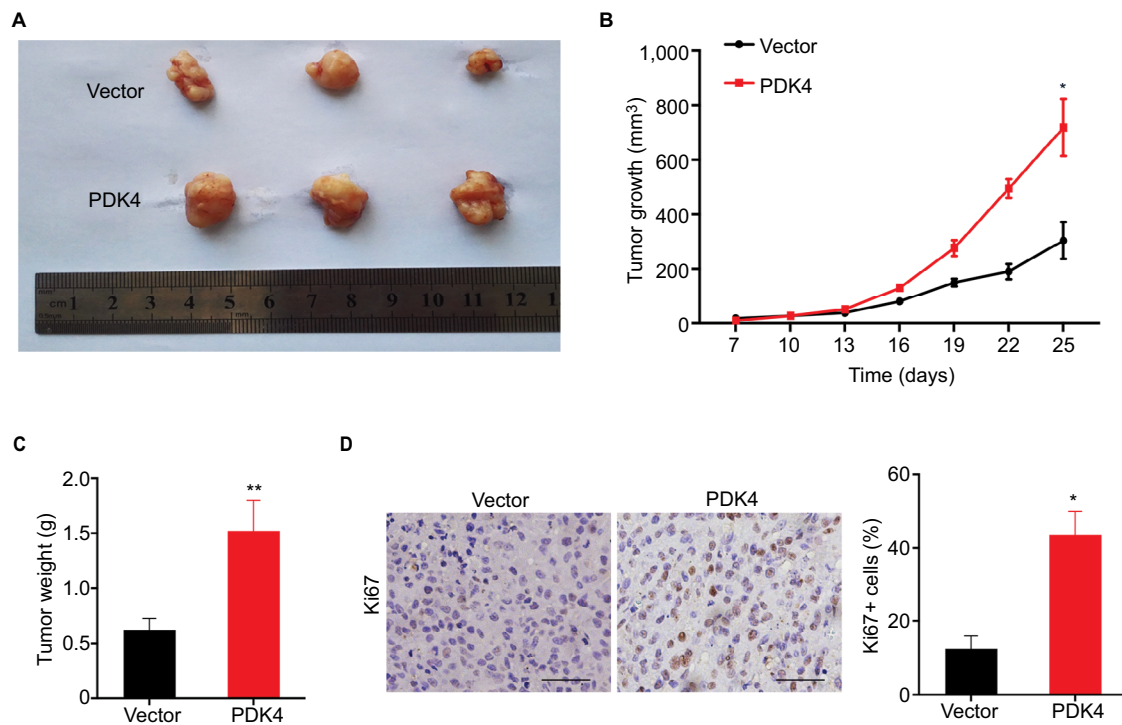 A
Vector
PDK4
cm 1 2 3 4 5 6 7 8 9 10 11 12
mm
B
Vector
PDK4
1,000
800
600
400
200
0
Tumor growth (mm³)
*
7 10 13 16 19 22 25
Time (days)
C
2.0
1.5
1.0
0.5
0
Tumor weight (g)
**
Vector PDK4
D
Vector PDK4
Ki67
60
40
20
0
Ki67 + cells (%)
*
Vector PDK4